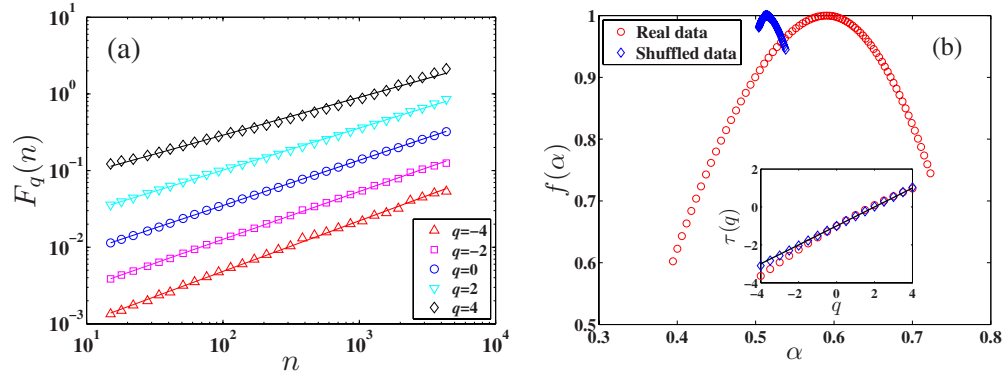 (a)
10^1
10^0
10^-1
10^-2
10^-3
F_q(n)
q=−4
q=−2
q=0
q=2
q=4
10^1 10^2 10^3 10^4
n
(b)
Real data
Shuffled data
1
0.9
0.8
0.7
0.6
0.5
f(α)
2
0
−2
−4
τ(q)
−4 −2 0 2 4
q
0.3 0.4 0.5 0.6 0.7 0.8
α